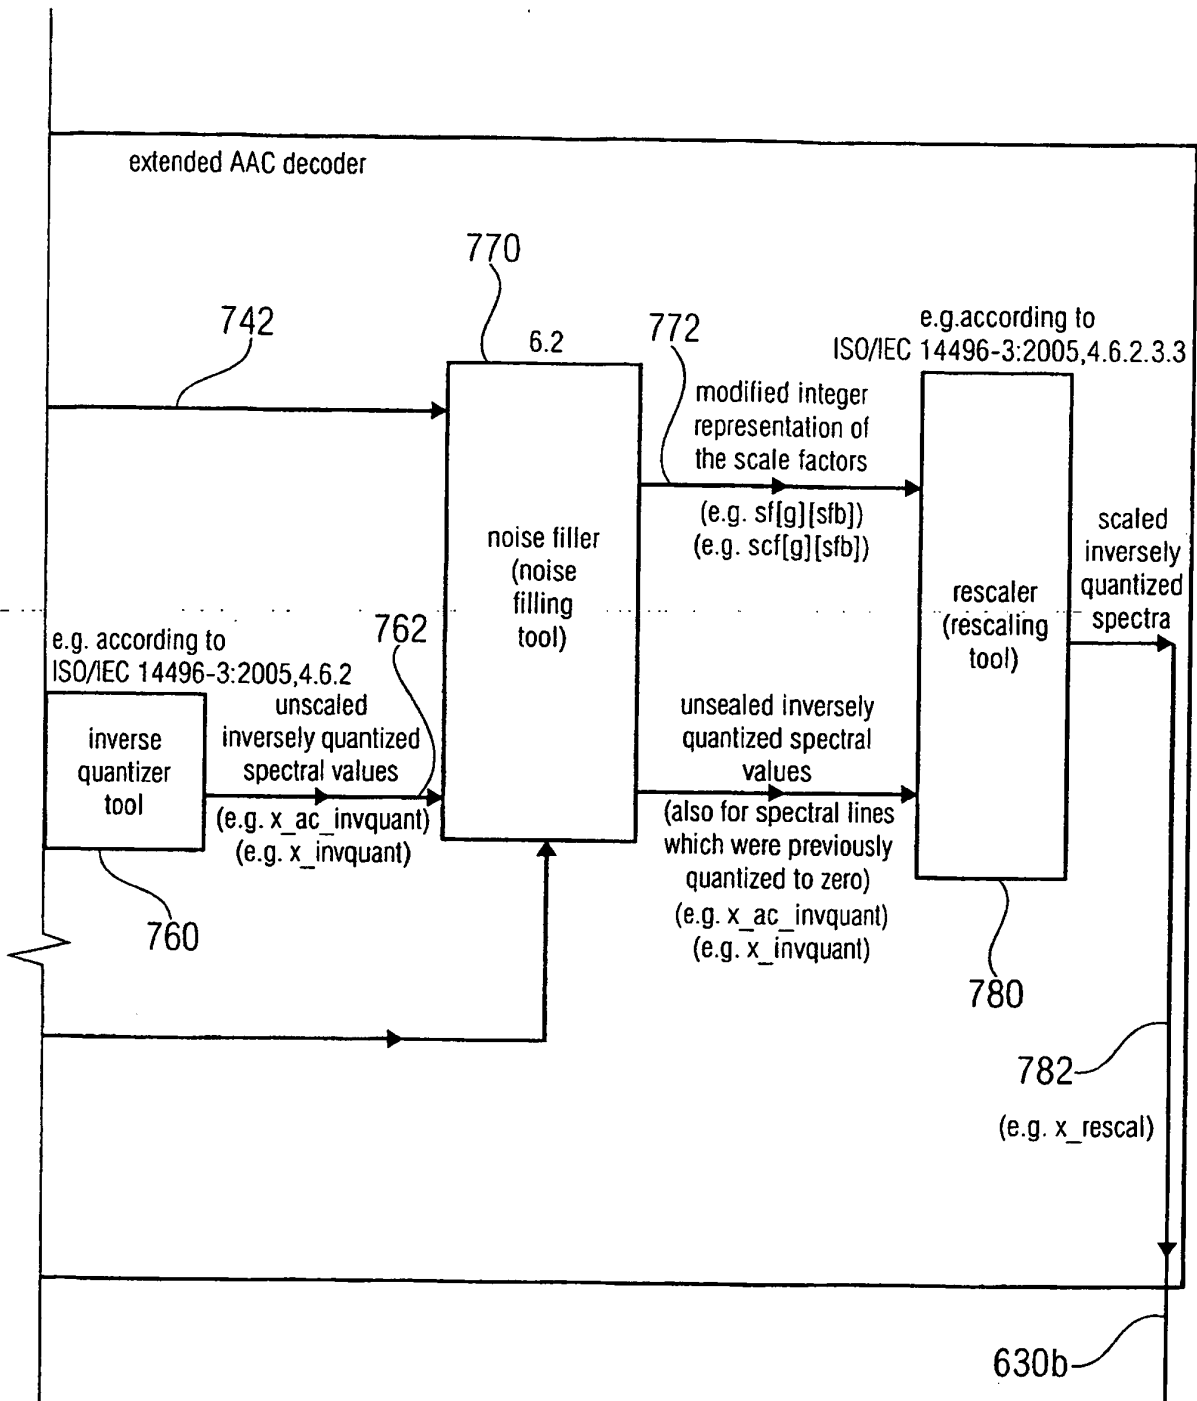 extended AAC decoder
770
742
6.2
772
e.g.according to
ISO/IEC 14496-3:2005,4.6.2.3.3
modified integer
representation of
the scale factors
(e.g. sf[g][sfb])
(e.g. scf[g][sfb])
noise filler
(noise
filling
tool)
scaled
inversely
quantized
spectra
rescaler
(rescaling
tool)
e.g. according to
ISO/IEC 14496-3:2005,4.6.2
762
inverse
quantizer
tool
unscaled
inversely quantized
spectral values
(e.g. x_ac_invquant)
(e.g. x_invquant)
unsealed inversely
quantized spectral
values
(also for spectral lines
which were previously
quantized to zero)
(e.g. x_ac_invquant)
(e.g. x_invquant)
760
780
782
(e.g. x_rescal)
630b